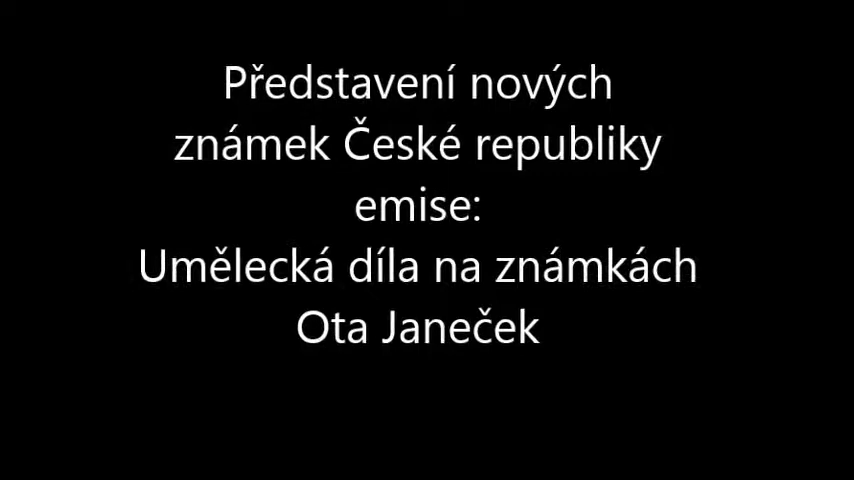 Představení nových
známek České republiky
emise:
Umělecká díla na známkách
Ota Janeček